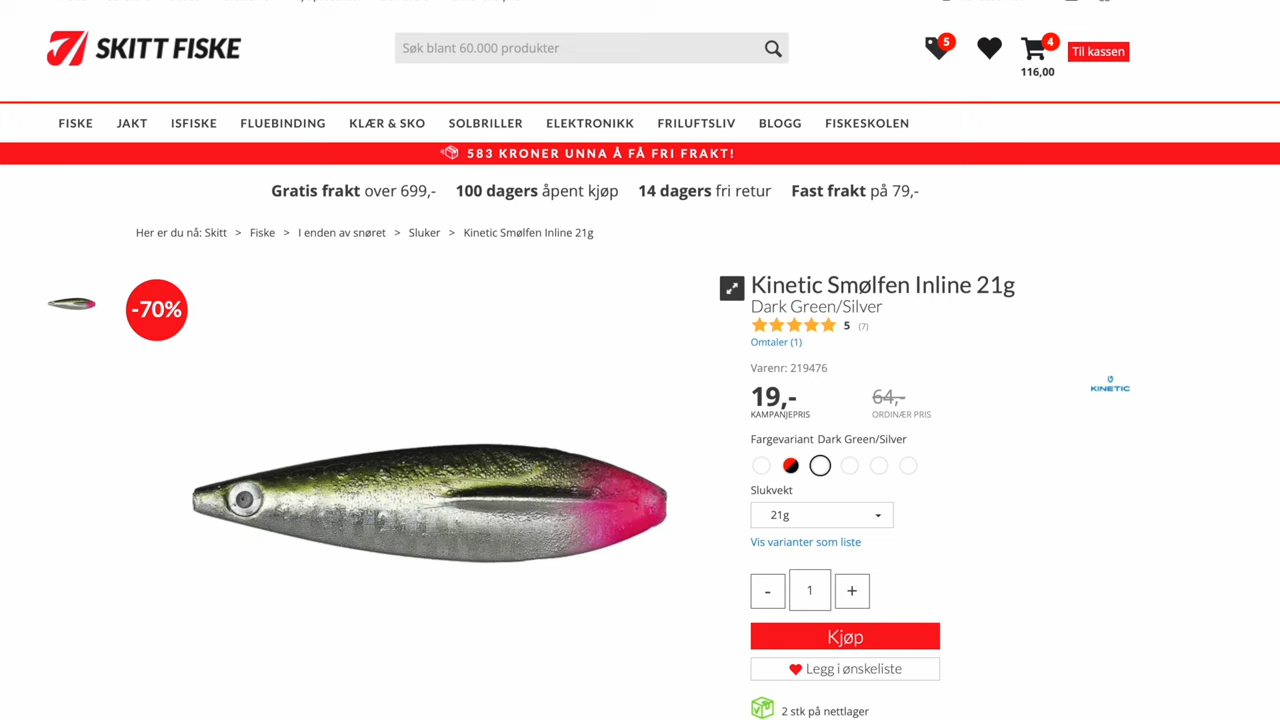 SKITT FISKE
Søk blant 60.000 produkter
5
4
116,00
Til kassen
FISKE JAKT ISFISKE FLUEBINDING KLÆR & SKO SOLBRILLER ELEKTRONIKK FRILUFTSLIV BLOGG FISKESKOLEN
583 KRONER UNNA Å FÅ FRI FRAKT!
Gratis frakt over 699,- 100 dagers åpent kjøp 14 dagers fri retur Fast frakt på 79,-
Her er du nå: Skitt > Fiske > I enden av snøret > Sluker > Kinetic Smølfen Inline 21g
-70%
Kinetic Smølfen Inline 21g
Dark Green/Silver
5 (7)
Omtaler (1)
Varenr: 219476
KINETIC
19,- 64,-
KAMPANJEPRIS ORDINÆR PRIS
Fargevariant Dark Green/Silver
Slukvekt
21g
Vis varianter som liste
- 1 +
Kjøp
Legg i ønskeliste
2 stk på nettlager